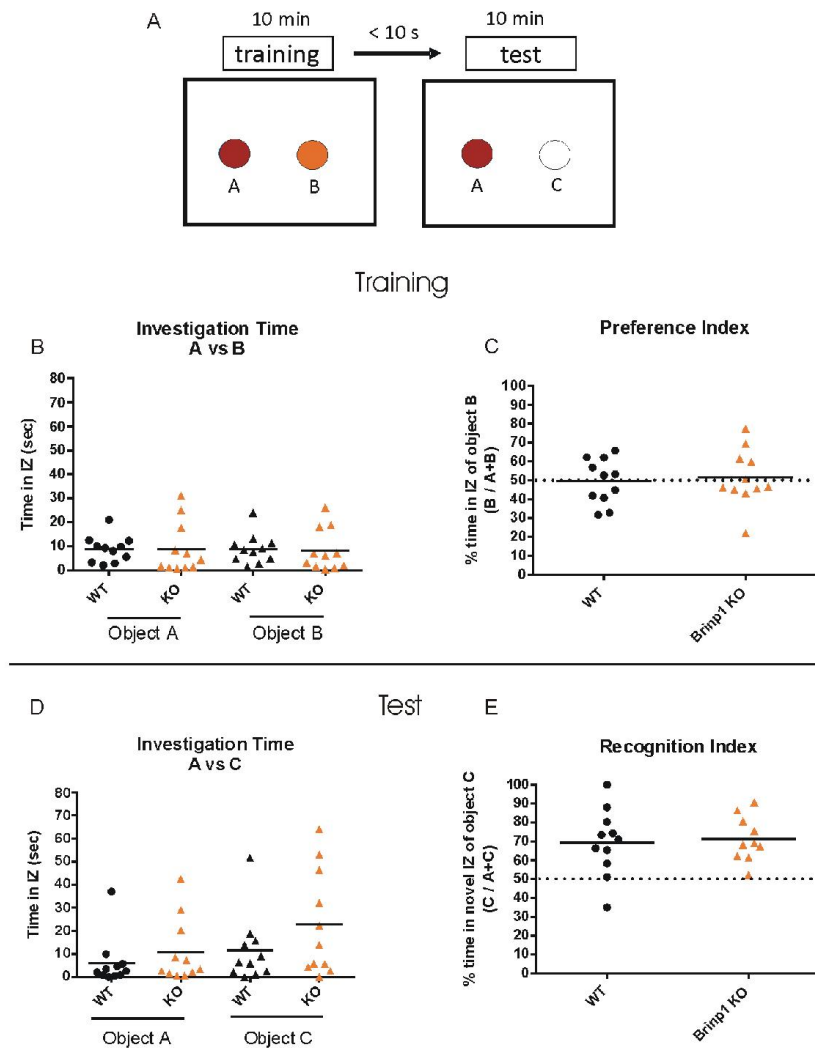 A
10 min
< 10 s
10 min
training
test
A
B
A
C
Training
B
Investigation Time
A vs B
Time in IZ (sec)
80
70
60
50
40
30
20
10
0
WT
KO
WT
KO
Object A
Object B
C
Preference Index
% time in IZ of object B
(B / A+B)
100
90
80
70
60
50
40
30
20
10
0
WT
Brinp1 KO
D
Test
Investigation Time
A vs C
Time in IZ (sec)
80
70
60
50
40
30
20
10
0
WT
KO
WT
KO
Object A
Object C
E
Recognition Index
% time in novel IZ of object C
(C / A+C)
100
90
80
70
60
50
40
30
20
10
0
WT
Brinp1 KO